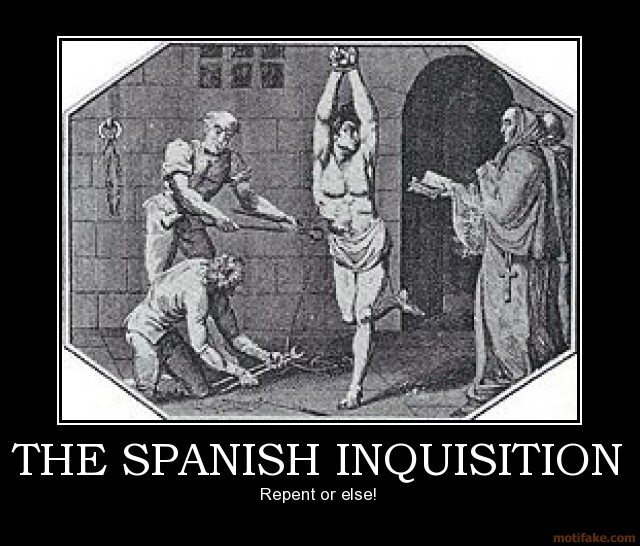 THE SPANISH INQUISITION
Repent or else!
motifake.com